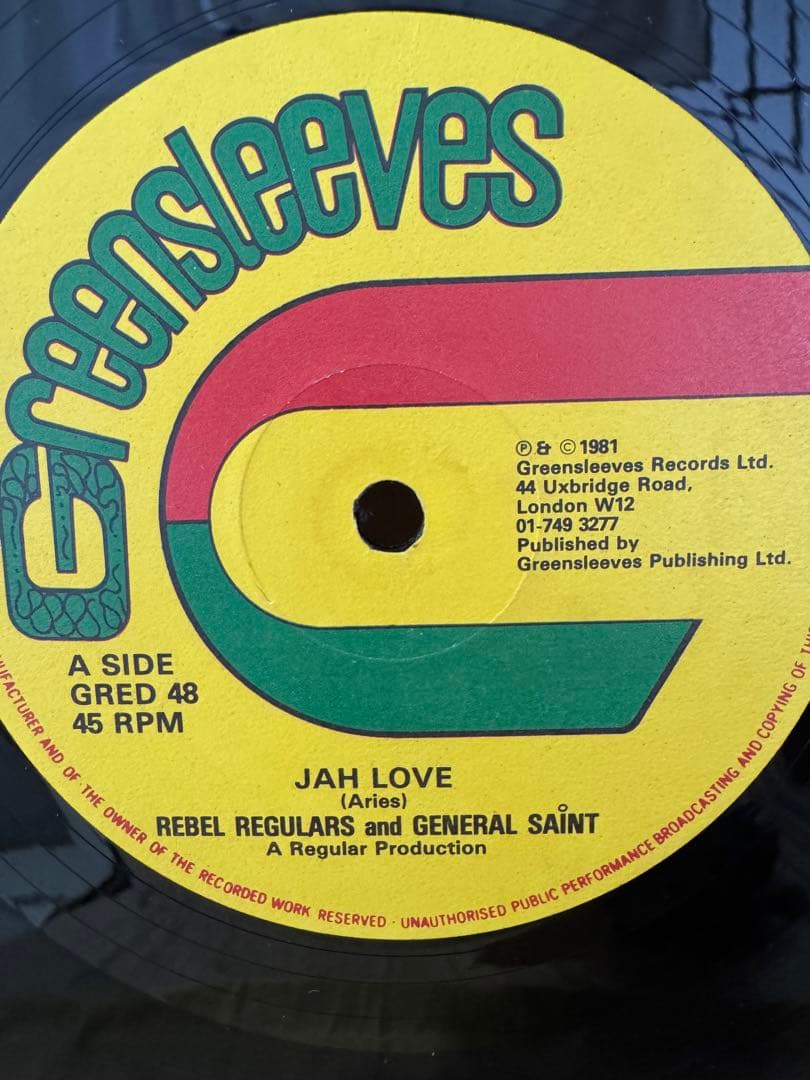 Greensleeves
℗ & © 1981
Greensleeves Records Ltd.
44 Uxbridge Road,
London W12
01-749 3277
Published by
Greensleeves Publishing Ltd.
A SIDE
GRED 48
45 RPM
JAH LOVE
(Aries)
REBEL REGULARS and GENERAL SAINT
A Regular Production
AND OF THE OWNER OF THE RECORDED WORK RESERVED · UNAUTHORISED PUBLIC PERFORMANCE BROADCASTING AND COPYING OF